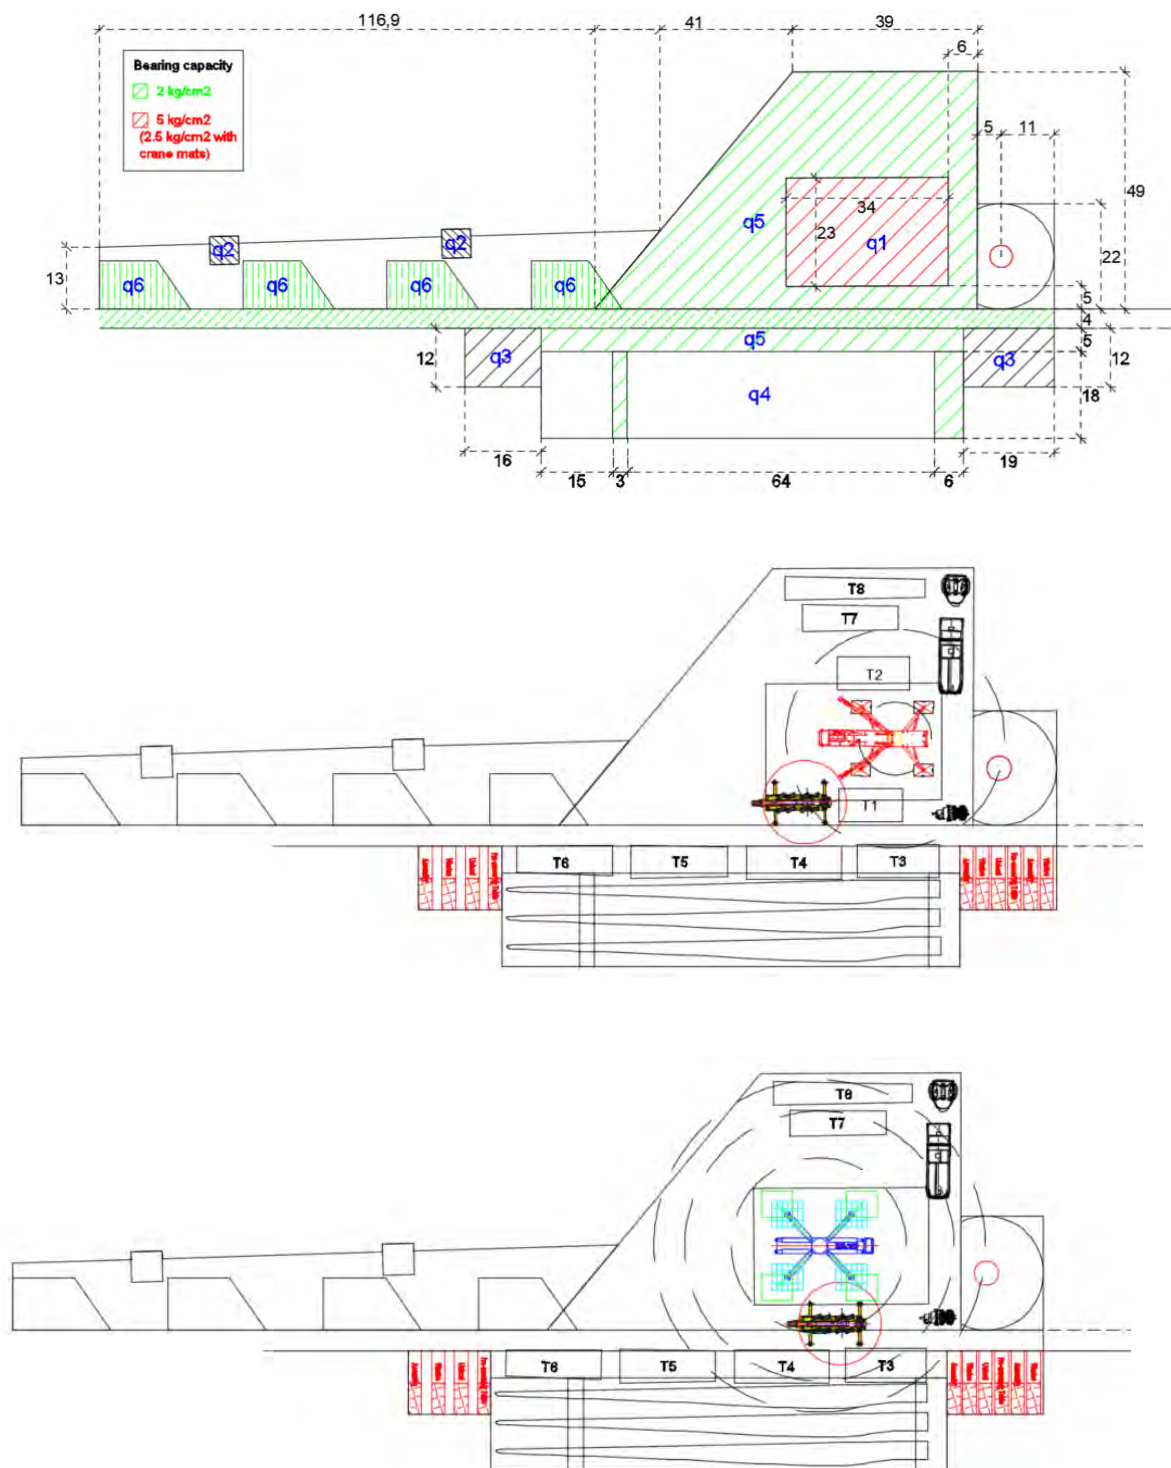 116,9
41
39
6
Bearing capacity
2 kg/cm2
5 kg/cm2
(2.5 kg/cm2 with
crane mats)
5
11
49
q5
34
23
q1
22
q2
q2
13
q6
q6
q6
q6
5
4
5
q5
12
q3
q3
12
q4
18
16
15
3
64
6
19
T8
T7
T2
T1
T6
T5
T4
T3
T7
T6
T5
T4
T3